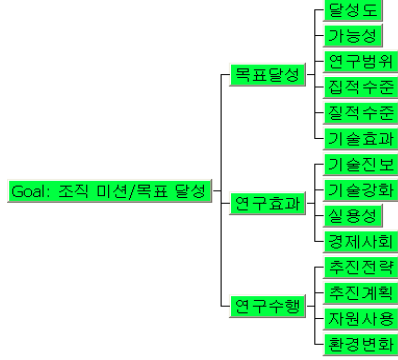 Goal: 조직 미션/목표 달성
목표달성
달성도
가능성
연구범위
집적수준
질적수준
기술효과
연구효과
기술진보
기술강화
실용성
경제사회
연구수행
추진전략
추진계획
자원사용
환경변화